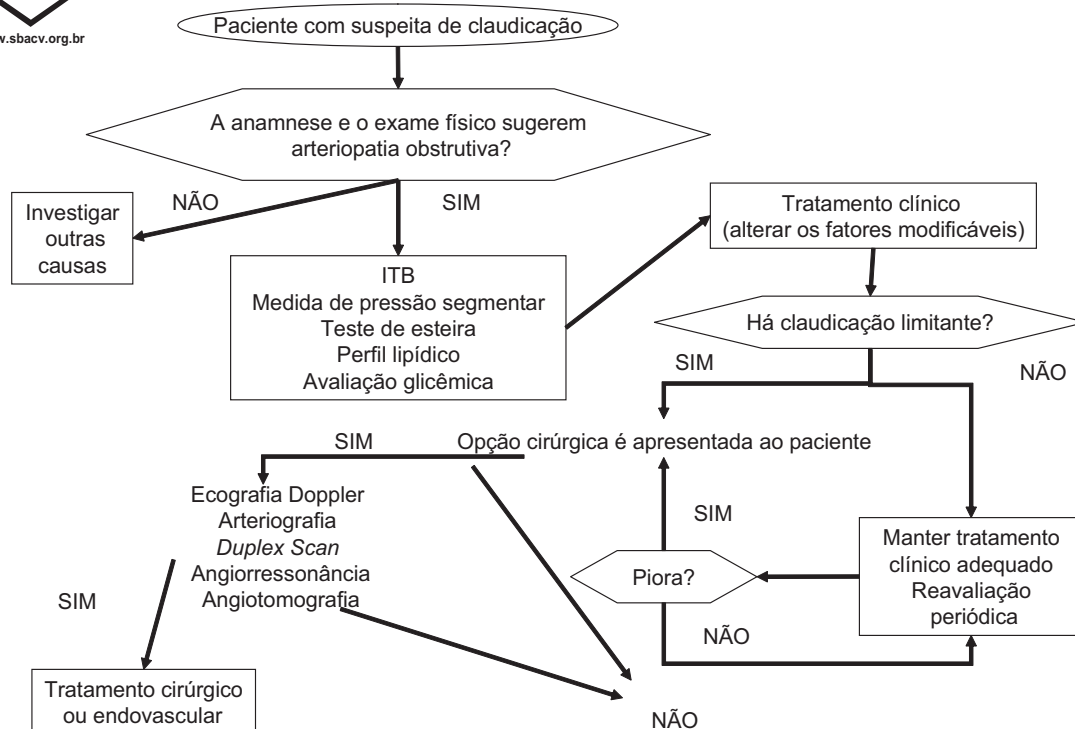 w.sbacv.org.br
Paciente com suspeita de claudicação
A anamnese e o exame físico sugerem
arteriopatia obstrutiva?
NÃO
SIM
Investigar
outras
causas
ITB
Medida de pressão segmentar
Teste de esteira
Perfil lipídico
Avaliação glicêmica
Tratamento clínico
(alterar os fatores modificáveis)
Há claudicação limitante?
SIM
NÃO
Opção cirúrgica é apresentada ao paciente
SIM
Ecografia Doppler
Arteriografia
Duplex Scan
Angiorressonância
Angiotomografia
SIM
Piora?
NÃO
Manter tratamento
clínico adequado
Reavaliação
periódica
SIM
Tratamento cirúrgico
ou endovascular
NÃO